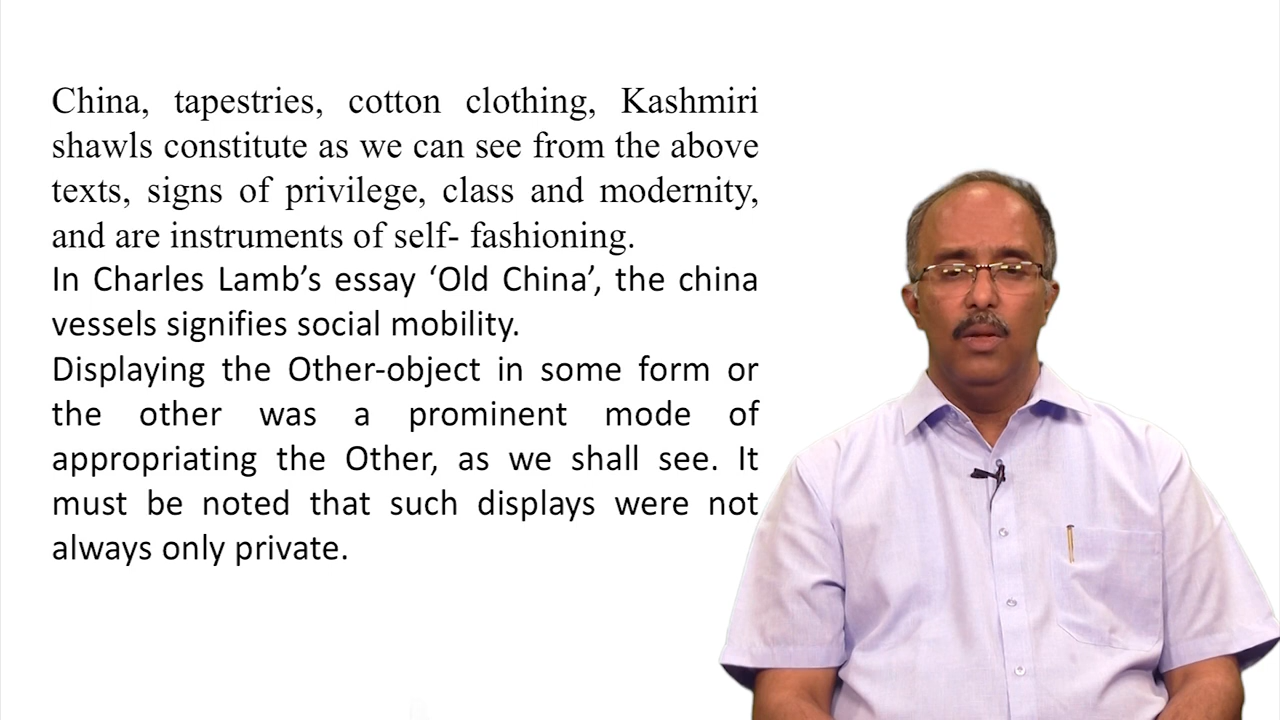 China, tapestries, cotton clothing, Kashmiri
shawls constitute as we can see from the above
texts, signs of privilege, class and modernity,
and are instruments of self- fashioning.
In Charles Lamb’s essay ‘Old China’, the china
vessels signifies social mobility.
Displaying the Other-object in some form or
the other was a prominent mode of
appropriating the Other, as we shall see. It
must be noted that such displays were not
always only private.